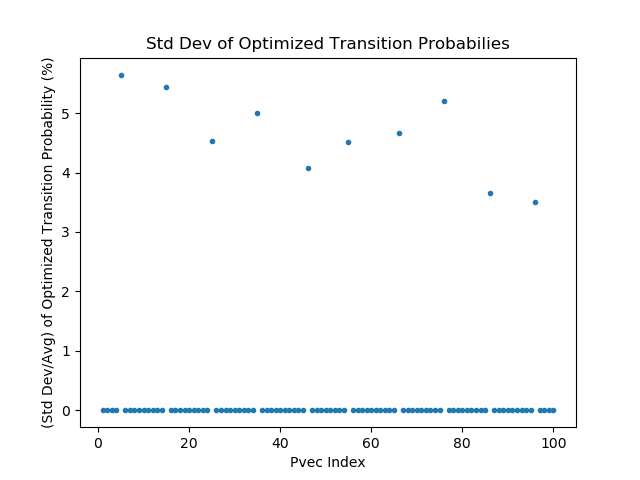 Std Dev of Optimized Transition Probabilies
(Std Dev/Avg) of Optimized Transition Probability (%)
5
4
3
2
1
0
0 20 40 60 80 100
Pvec Index